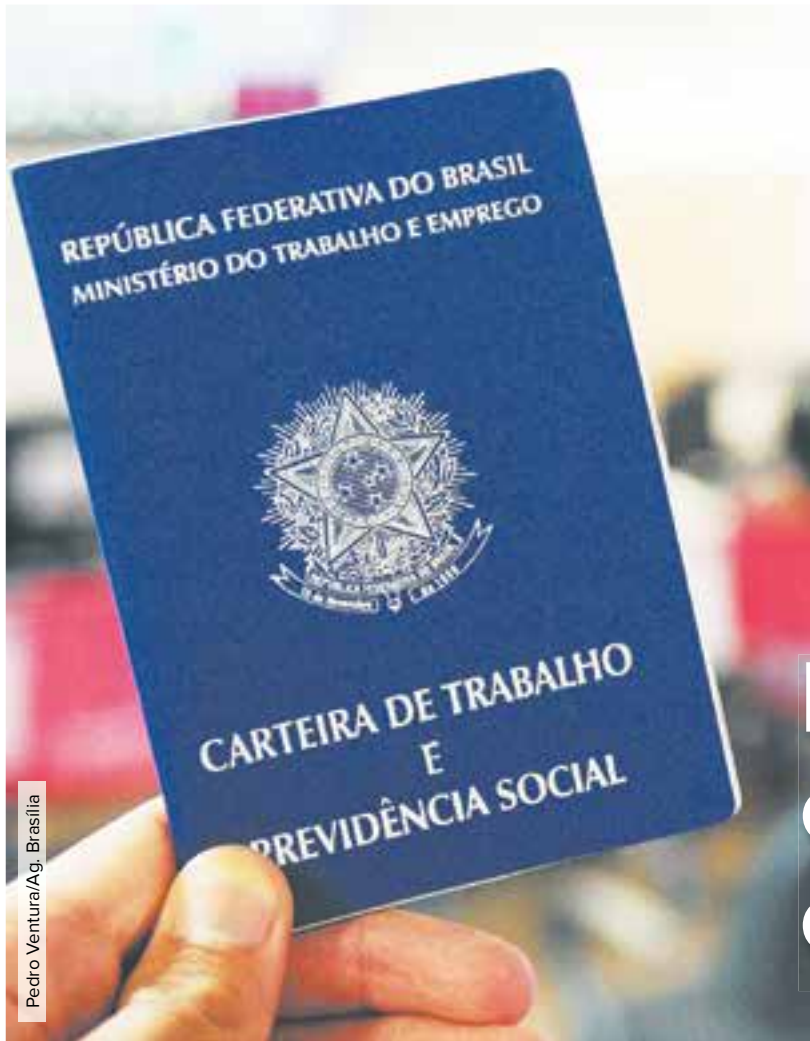 REPÚBLICA FEDERATIVA DO BRASIL
MINISTÉRIO DO TRABALHO E EMPREGO
CARTEIRA DE TRABALHO
E
PREVIDÊNCIA SOCIAL
Pedro Ventura/Ag. Brasília